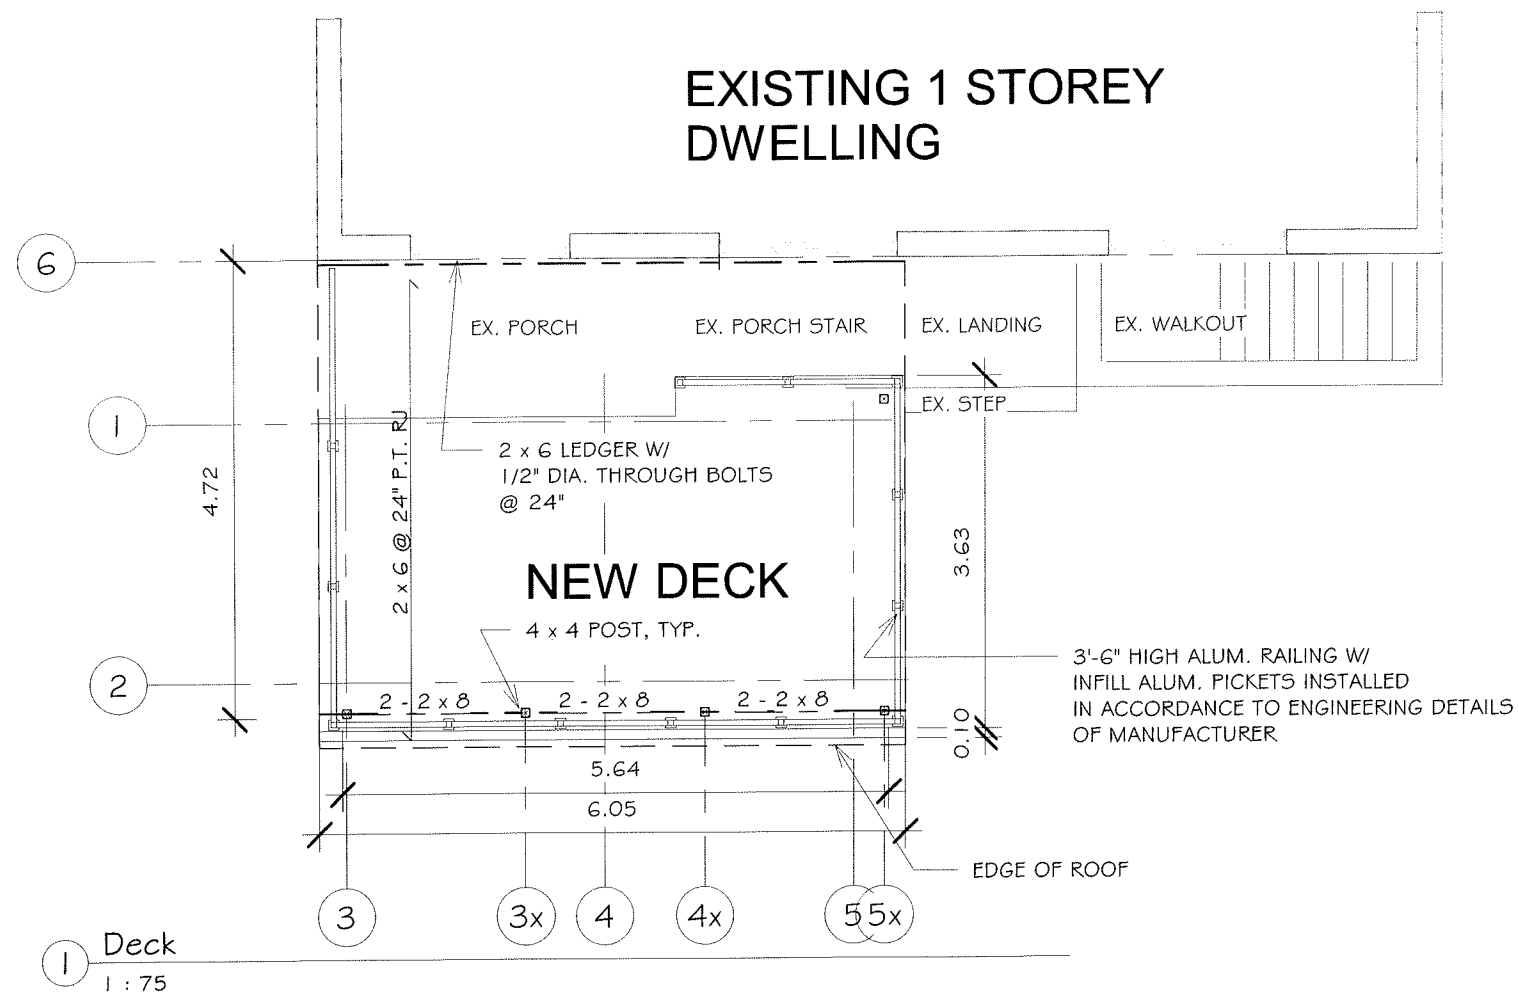 EXISTING 1 STOREY
DWELLING
6
EX. PORCH
EX. PORCH STAIR
EX. LANDING
EX. WALKOUT
EX. STEP
1
2 x 6 @ 24" P.T. RJ
4.72
2 x 6 LEDGER W/
1/2" DIA. THROUGH BOLTS
@ 24"
3.63
NEW DECK
4 x 4 POST, TYP.
3'-6" HIGH ALUM. RAILING W/
INFILL ALUM. PICKETS INSTALLED
IN ACCORDANCE TO ENGINEERING DETAILS
OF MANUFACTURER
2
2 - 2 x 8
2 - 2 x 8
2 - 2 x 8
0.10
5.64
6.05
EDGE OF ROOF
3
3x
4
4x
5
5x
1
Deck
1 : 75